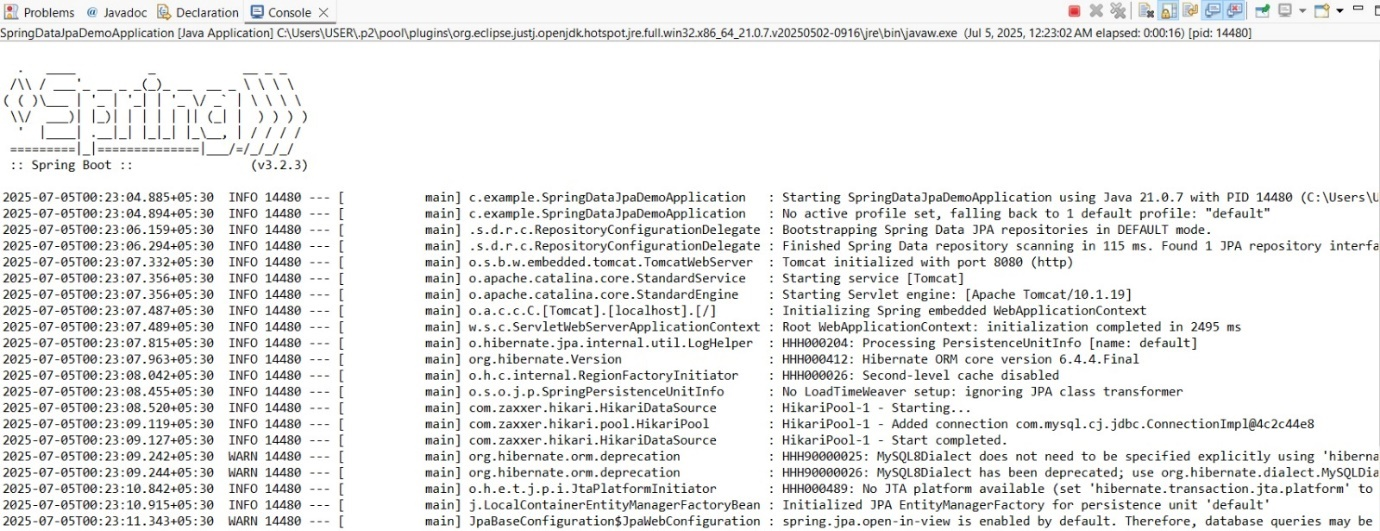 Problems @ Javadoc Declaration Console
SpringDataJpaDemoApplication [Java Application] C:\Users\USER\.p2\pool\plugins\org.eclipse.justj.openjdk.hotspot.jre.full.win32.x86_64_21.0.7.v20250502-0916\jre\bin\javaw.exe (Jul 5, 2025, 12:23:02 AM elapsed: 0:00:16) [pid: 14480]
Spring
:: Spring Boot :: (v3.2.3)
2025-07-05T00:23:04.885+05:30 INFO 14480 --- [ main] c.example.SpringDataJpaDemoApplication : Starting SpringDataJpaDemoApplication using Java 21.0.7 with PID 14480 (C:\Users\U
2025-07-05T00:23:04.894+05:30 INFO 14480 --- [ main] c.example.SpringDataJpaDemoApplication : No active profile set, falling back to 1 default profile: "default"
2025-07-05T00:23:06.159+05:30 INFO 14480 --- [ main] .s.d.r.c.RepositoryConfigurationDelegate : Bootstrapping Spring Data JPA repositories in DEFAULT mode.
2025-07-05T00:23:06.294+05:30 INFO 14480 --- [ main] .s.d.r.c.RepositoryConfigurationDelegate : Finished Spring Data repository scanning in 115 ms. Found 1 JPA repository interfa
2025-07-05T00:23:07.332+05:30 INFO 14480 --- [ main] o.s.b.w.embedded.tomcat.TomcatWebServer : Tomcat initialized with port 8080 (http)
2025-07-05T00:23:07.356+05:30 INFO 14480 --- [ main] o.apache.catalina.core.StandardService : Starting service [Tomcat]
2025-07-05T00:23:07.356+05:30 INFO 14480 --- [ main] o.apache.catalina.core.StandardEngine : Starting Servlet engine: [Apache Tomcat/10.1.19]
2025-07-05T00:23:07.487+05:30 INFO 14480 --- [ main] o.a.c.c.C.[Tomcat].[localhost].[/] : Initializing Spring embedded WebApplicationContext
2025-07-05T00:23:07.489+05:30 INFO 14480 --- [ main] w.s.c.ServletWebServerApplicationContext : Root WebApplicationContext: initialization completed in 2495 ms
2025-07-05T00:23:07.815+05:30 INFO 14480 --- [ main] o.hibernate.jpa.internal.util.LogHelper : HHH000204: Processing PersistenceUnitInfo [name: default]
2025-07-05T00:23:07.963+05:30 INFO 14480 --- [ main] org.hibernate.Version : HHH000412: Hibernate ORM core version 6.4.4.Final
2025-07-05T00:23:08.042+05:30 INFO 14480 --- [ main] o.h.c.internal.RegionFactoryInitiator : HHH000026: Second-level cache disabled
2025-07-05T00:23:08.455+05:30 INFO 14480 --- [ main] o.s.o.j.p.SpringPersistenceUnitInfo : No LoadTimeWeaver setup: ignoring JPA class transformer
2025-07-05T00:23:08.520+05:30 INFO 14480 --- [ main] com.zaxxer.hikari.HikariDataSource : HikariPool-1 - Starting...
2025-07-05T00:23:09.119+05:30 INFO 14480 --- [ main] com.zaxxer.hikari.pool.HikariPool : HikariPool-1 - Added connection com.mysql.cj.jdbc.ConnectionImpl@4c2c44e8
2025-07-05T00:23:09.127+05:30 INFO 14480 --- [ main] com.zaxxer.hikari.HikariDataSource : HikariPool-1 - Start completed.
2025-07-05T00:23:09.242+05:30 WARN 14480 --- [ main] org.hibernate.orm.deprecation : HHH90000025: MySQL8Dialect does not need to be specified explicitly using 'hiberna
2025-07-05T00:23:09.244+05:30 WARN 14480 --- [ main] org.hibernate.orm.deprecation : HHH90000026: MySQL8Dialect has been deprecated; use org.hibernate.dialect.MySQLDia
2025-07-05T00:23:10.842+05:30 INFO 14480 --- [ main] o.h.e.t.j.p.i.JtaPlatformInitiator : HHH000489: No JTA platform available (set 'hibernate.transaction.jta.platform' to
2025-07-05T00:23:10.915+05:30 INFO 14480 --- [ main] j.LocalContainerEntityManagerFactoryBean : Initialized JPA EntityManagerFactory for persistence unit 'default'
2025-07-05T00:23:11.343+05:30 WARN 14480 --- [ main] JpaBaseConfiguration$JpaWebConfiguration : spring.jpa.open-in-view is enabled by default. Therefore, database queries may be